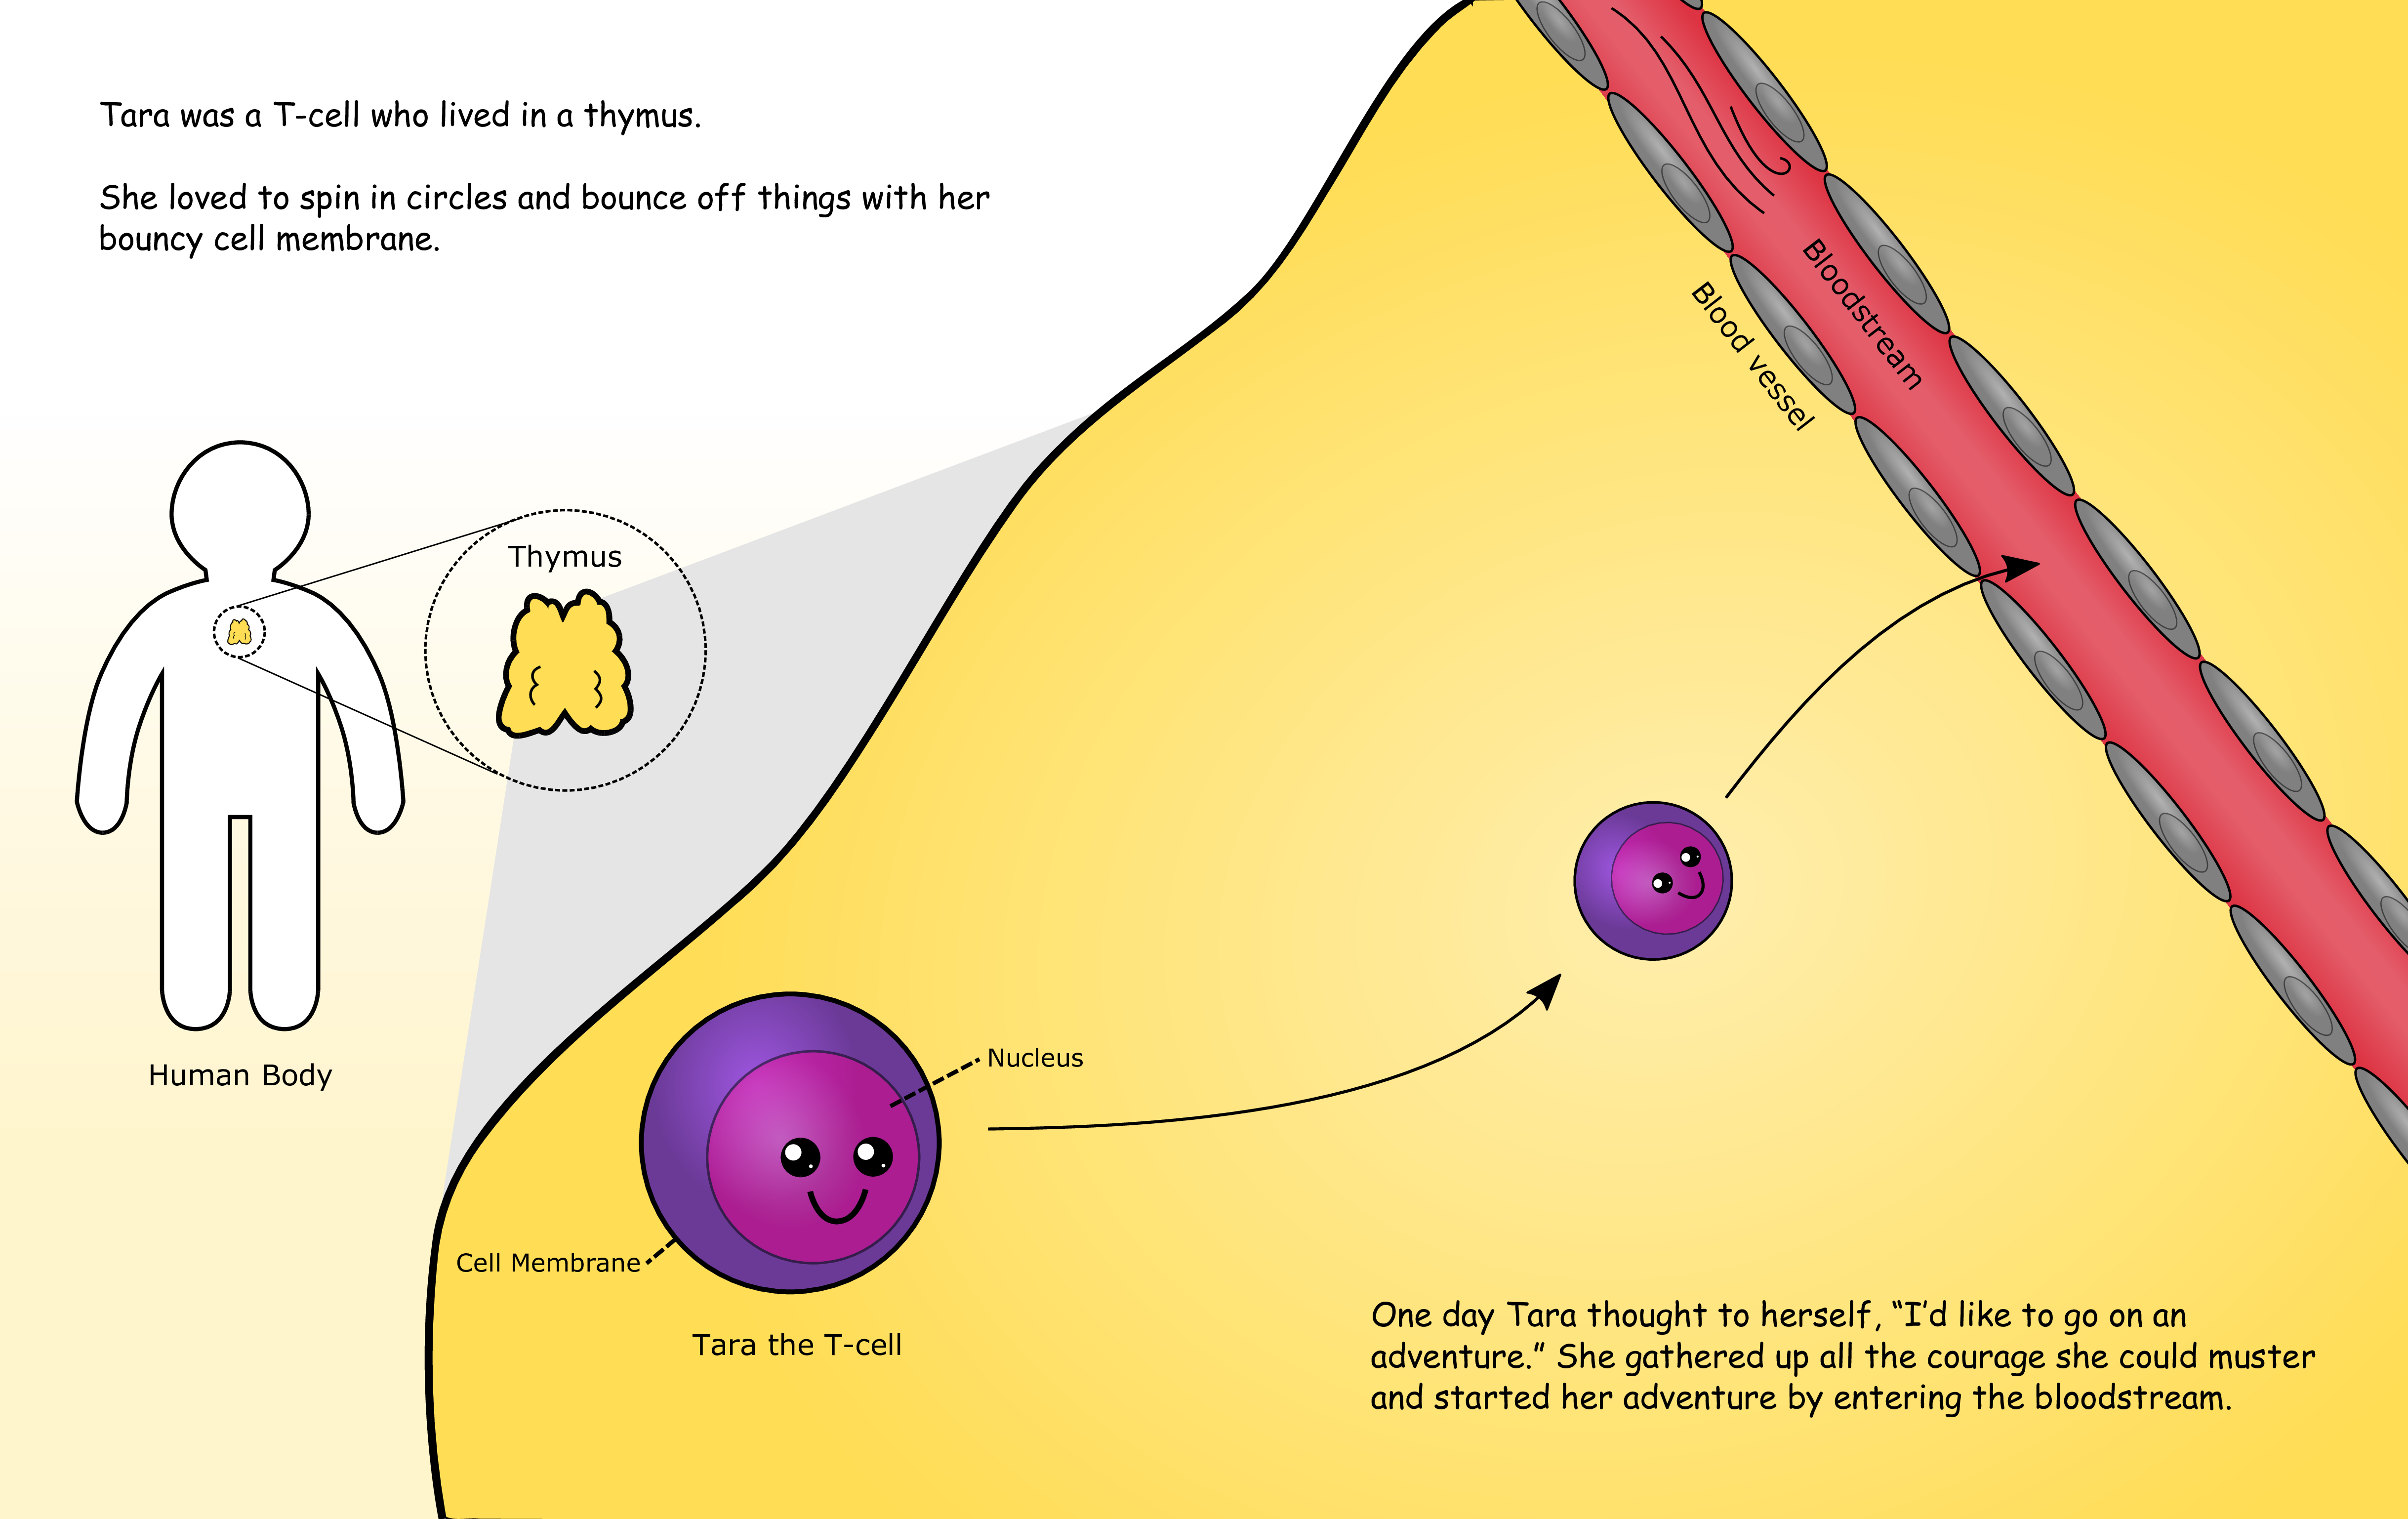 Tara was a T-cell who lived in a thymus.
She loved to spin in circles and bounce off things with her
bouncy cell membrane.
Bloodstream
Blood vessel
Thymus
Human Body
Nucleus
Cell Membrane
Tara the T-cell
One day Tara thought to herself, “I’d like to go on an
adventure.” She gathered up all the courage she could muster
and started her adventure by entering the bloodstream.